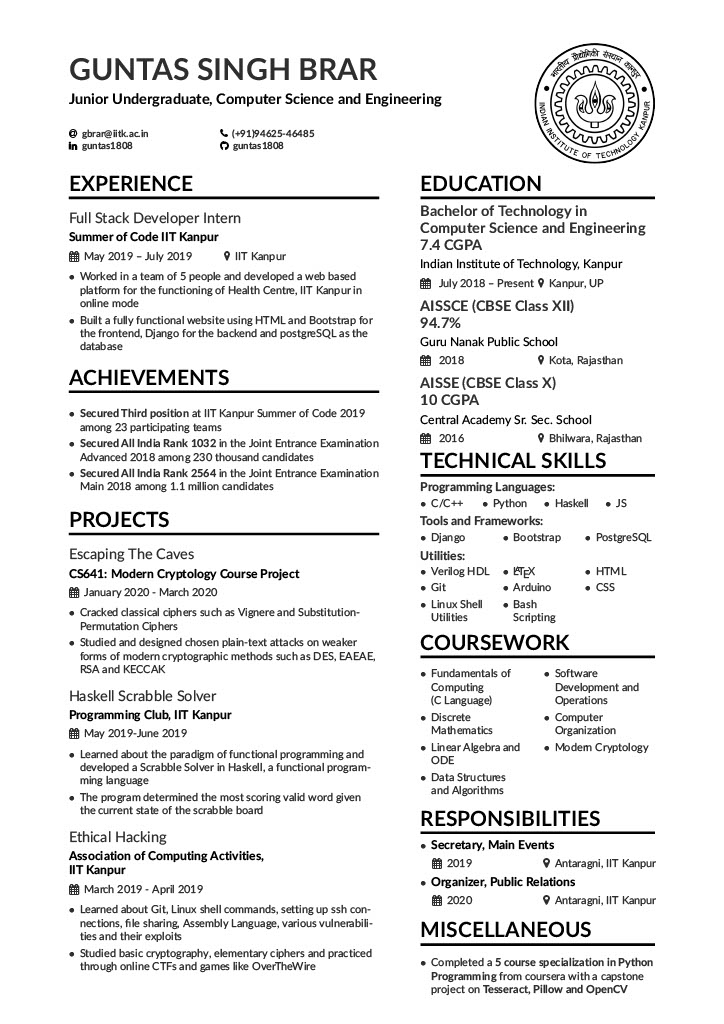 GUNTAS SINGH BRAR
Junior Undergraduate, Computer Science and Engineering
gbrar@iitk.ac.in
(+91)94625-46485
guntas1808
guntas1808
भारतीय प्रौद्योगिकी संस्थान कानपुर
INDIAN INSTITUTE OF TECHNOLOGY KANPUR
EXPERIENCE
Full Stack Developer Intern
Summer of Code IIT Kanpur
May 2019 – July 2019 IIT Kanpur
• Worked in a team of 5 people and developed a web based
platform for the functioning of Health Centre, IIT Kanpur in
online mode
• Built a fully functional website using HTML and Bootstrap for
the frontend, Django for the backend and postgreSQL as the
database
ACHIEVEMENTS
• Secured Third position at IIT Kanpur Summer of Code 2019
among 23 participating teams
• Secured All India Rank 1032 in the Joint Entrance Examination
Advanced 2018 among 230 thousand candidates
• Secured All India Rank 2564 in the Joint Entrance Examination
Main 2018 among 1.1 million candidates
PROJECTS
Escaping The Caves
CS641: Modern Cryptology Course Project
January 2020 - March 2020
• Cracked classical ciphers such as Vignere and Substitution-
Permutation Ciphers
• Studied and designed chosen plain-text attacks on weaker
forms of modern cryptographic methods such as DES, EAEAE,
RSA and KECCAK
Haskell Scrabble Solver
Programming Club, IIT Kanpur
May 2019-June 2019
• Learned about the paradigm of functional programming and
developed a Scrabble Solver in Haskell, a functional program-
ming language
• The program determined the most scoring valid word given
the current state of the scrabble board
Ethical Hacking
Association of Computing Activities,
IIT Kanpur
March 2019 - April 2019
• Learned about Git, Linux shell commands, setting up ssh con-
nections, file sharing, Assembly Language, various vulnerabili-
ties and their exploits
• Studied basic cryptography, elementary ciphers and practiced
through online CTFs and games like OverTheWire
EDUCATION
Bachelor of Technology in
Computer Science and Engineering
7.4 CGPA
Indian Institute of Technology, Kanpur
July 2018 – Present Kanpur, UP
AISSCE (CBSE Class XII)
94.7%
Guru Nanak Public School
2018 Kota, Rajasthan
AISSE (CBSE Class X)
10 CGPA
Central Academy Sr. Sec. School
2016 Bhilwara, Rajasthan
TECHNICAL SKILLS
Programming Languages:
• C/C++ • Python • Haskell • JS
Tools and Frameworks:
• Django • Bootstrap • PostgreSQL
Utilities:
• Verilog HDL • LATEX • HTML
• Git • Arduino • CSS
• Linux Shell
Utilities
• Bash
Scripting
COURSEWORK
• Fundamentals of
Computing
(C Language)
• Discrete
Mathematics
• Linear Algebra and
ODE
• Data Structures
and Algorithms
• Software
Development and
Operations
• Computer
Organization
• Modern Cryptology
RESPONSIBILITIES
• Secretary, Main Events
2019 Antaragni, IIT Kanpur
• Organizer, Public Relations
2020 Antaragni, IIT Kanpur
MISCELLANEOUS
• Completed a 5 course specialization in Python
Programming from coursera with a capstone
project on Tesseract, Pillow and OpenCV